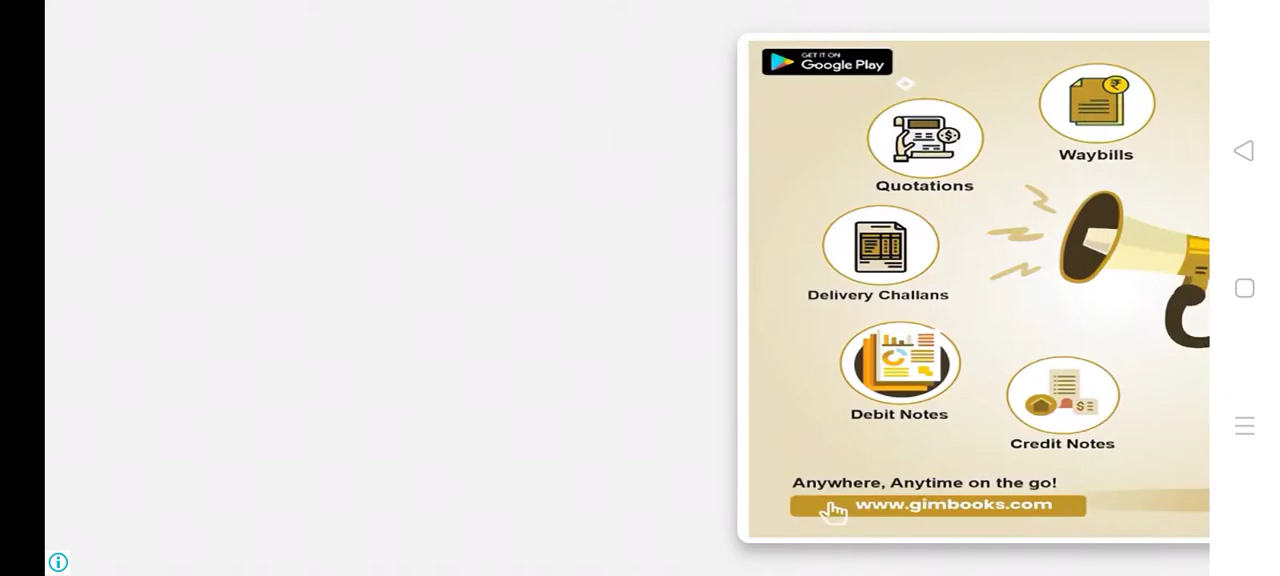 GET IT ON
Google Play
Waybills
Quotations
Delivery Challans
Debit Notes
Credit Notes
Anywhere, Anytime on the go!
www.gimbooks.com